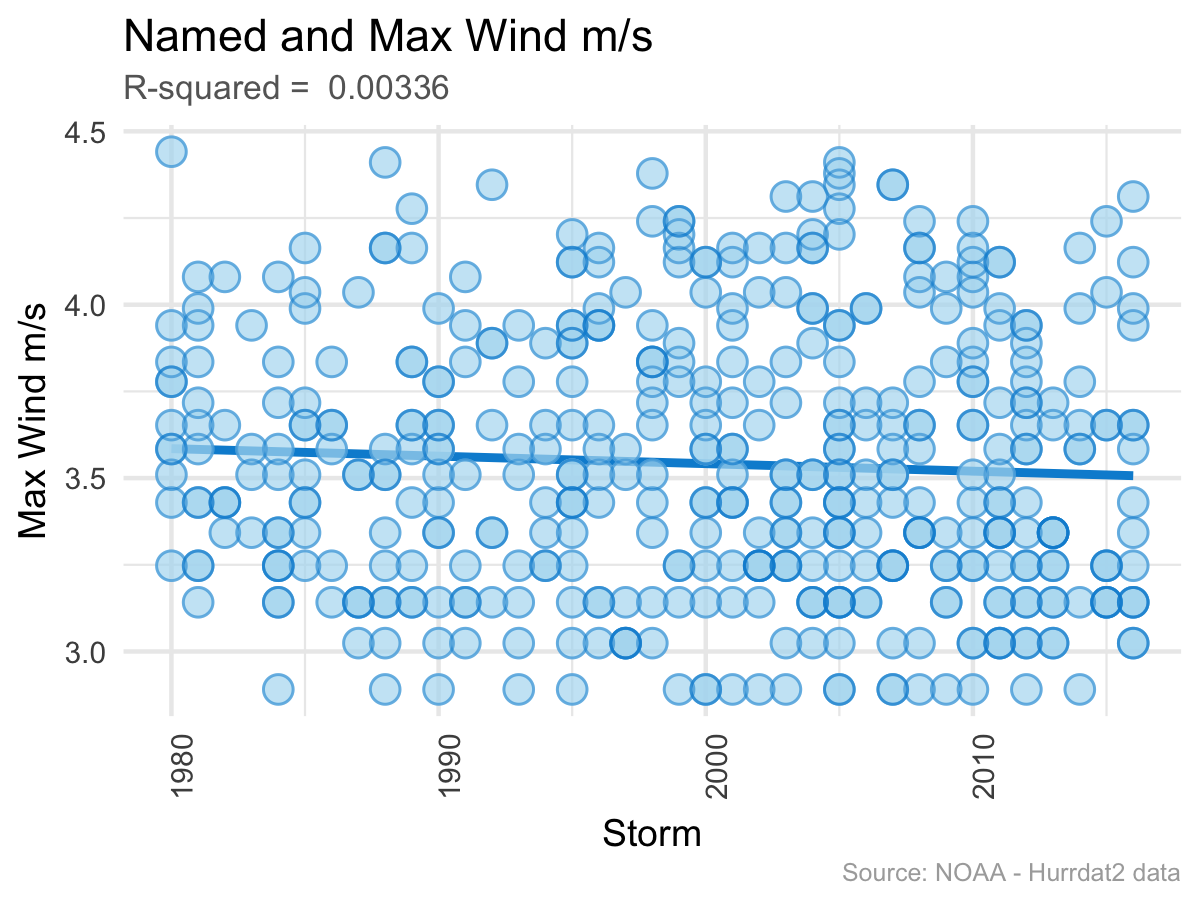 Named and Max Wind m/s
R-squared =  0.00336
4.5
4.0
3.5
3.0
Max Wind m/s
1980
1990
2000
2010
Storm
Source: NOAA - Hurrdat2 data